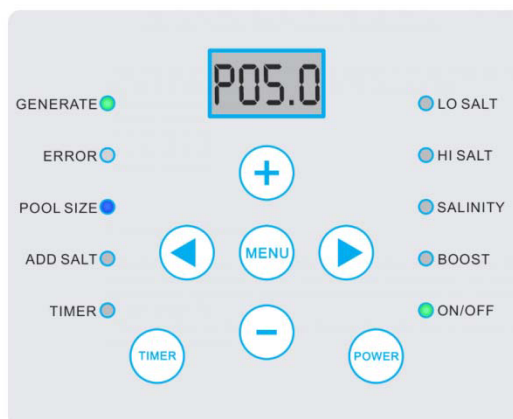 P05.0
GENERATE
ERROR
POOL SIZE
ADD SALT
TIMER
LO SALT
HI SALT
SALINITY
BOOST
ON/OFF
+
MENU
−
TIMER
POWER